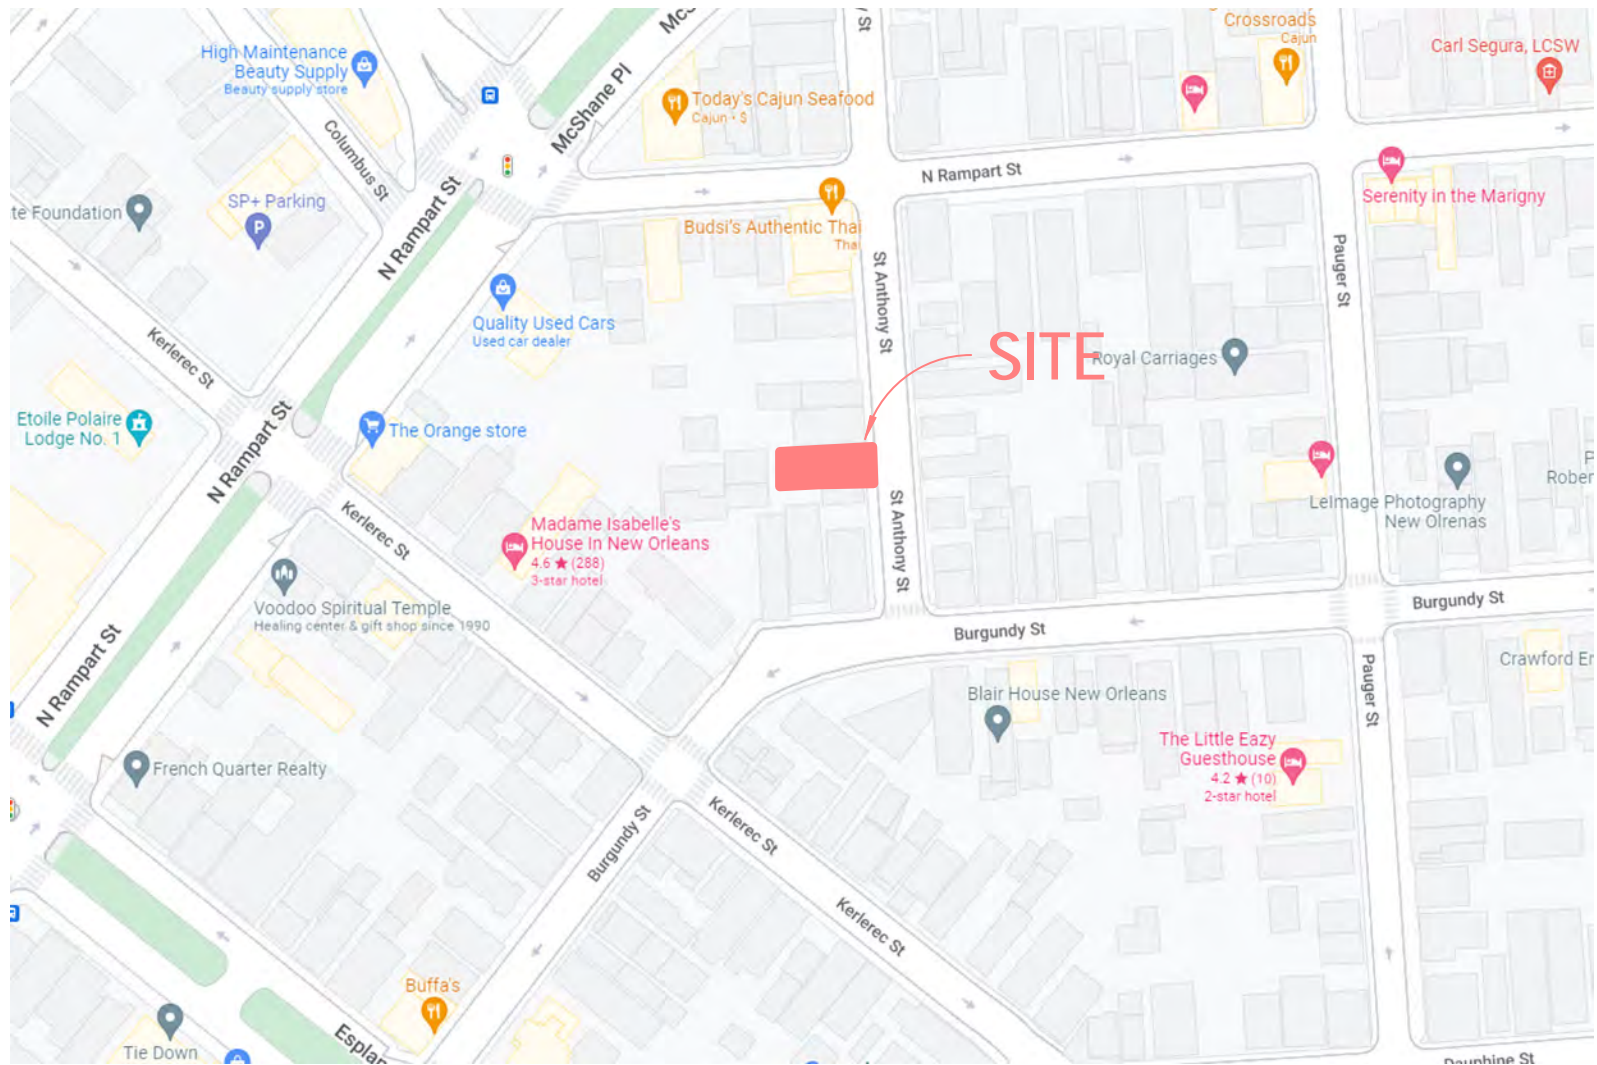 High Maintenance
Beauty Supply
Beauty supply store
Columbus St
SP+ Parking
te Foundation
N Rampart St
McShane Pl
Today's Cajun Seafood
Cajun · $
y St
Crossroads
Cajun
Carl Segura, LCSW
N Rampart St
Serenity in the Marigny
Budsi's Authentic Thai
Thai
St Anthony St
Pauger St
Quality Used Cars
Used car dealer
SITE
Royal Carriages
Kerlerec St
Etoile Polaire
Lodge No. 1
The Orange store
N Rampart St
Kerlerec St
Madame Isabelle's
House In New Orleans
4.6 ★ (288)
3-star hotel
St Anthony St
LeImage Photography
New Olrenas
P
Rober
Voodoo Spiritual Temple
Healing center & gift shop since 1990
Burgundy St
Burgundy St
N Rampart St
Crawford Er
Pauger St
Blair House New Orleans
The Little Eazy
Guesthouse
4.2 ★ (10)
2-star hotel
French Quarter Realty
P
Burgundy St
Kerlerec St
Kerlerec St
Buffa's
Tie Down
Esplan
Dauphine St